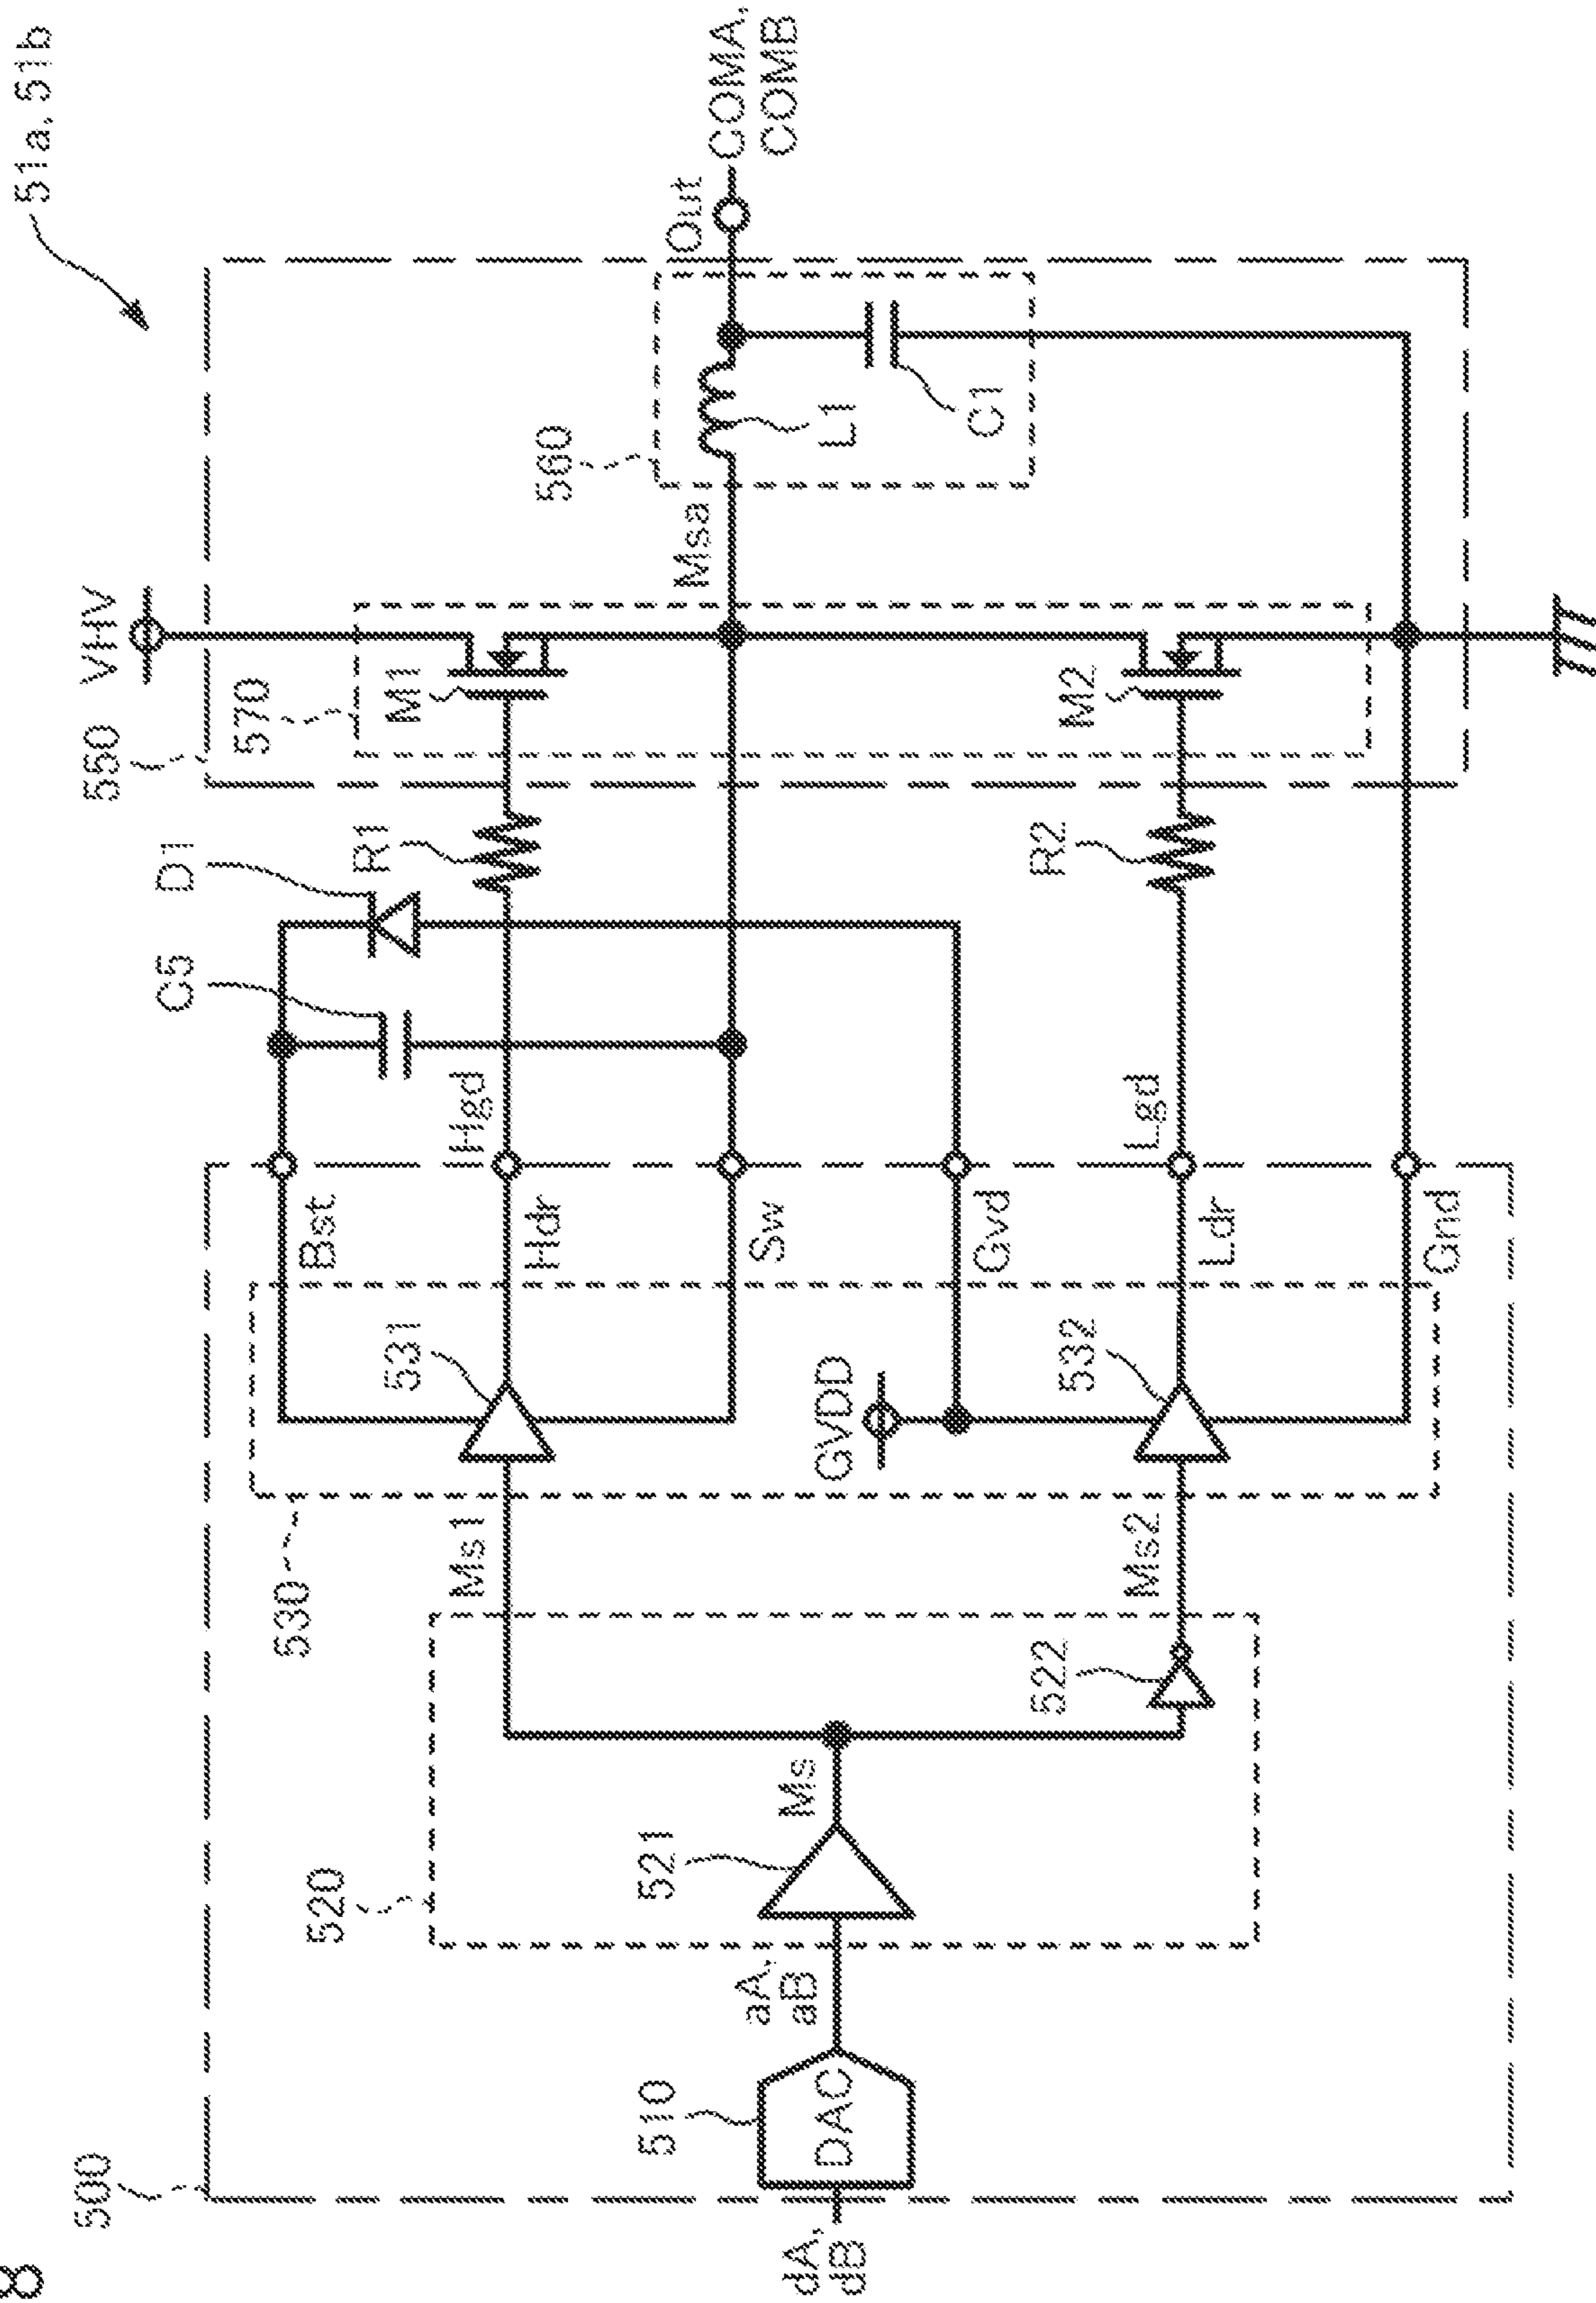 8
51a, 51b
500
550
VHV
D1
C5
570
R1
M1
530
520
Bst
531
Hgd
Hdr
Ms1
560
Msa
Out
COMA,
COMB
L1
C1
Sw
521
Ms
510
aA,
aB
DAC
dA,
dB
GVDD
Gvd
R2
M2
532
522
Lgd
Ldr
Ms2
Gnd